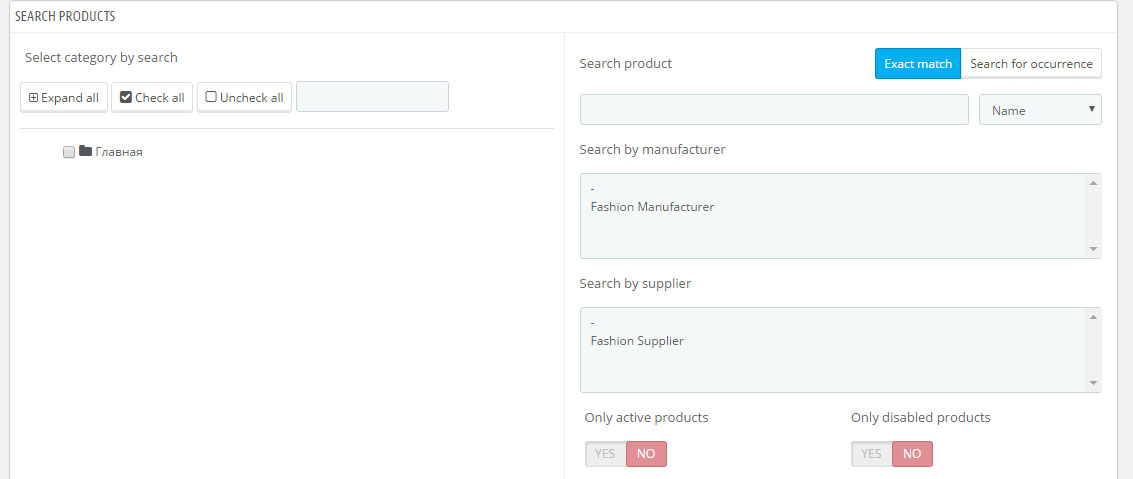 SEARCH PRODUCTS
Select category by search
Expand all Check all Uncheck all
Главная
Search product
Exact match Search for occurrence
Name
Search by manufacturer
-
Fashion Manufacturer
Search by supplier
-
Fashion Supplier
Only active products Only disabled products
YES NO YES NO